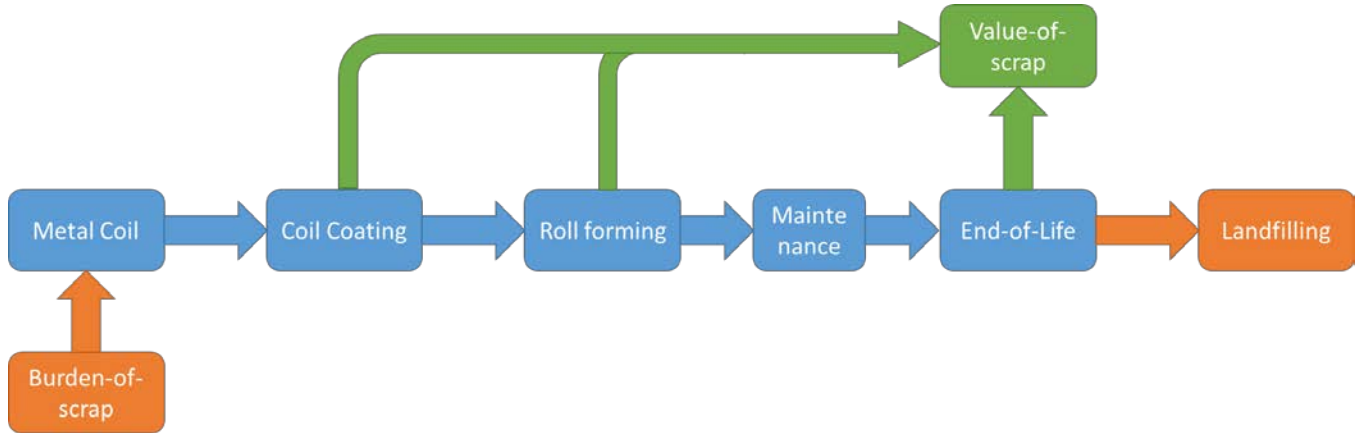 Value-of-
scrap
Metal Coil
Coil Coating
Roll forming
Mainte
nance
End-of-Life
Landfilling
Burden-of-
scrap